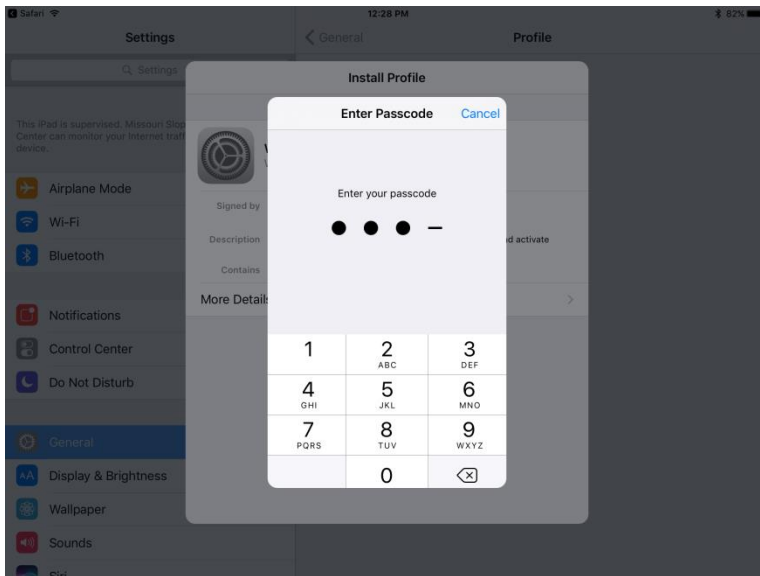 Safari
12:28 PM
82%
Settings
General
Profile
Settings
Install Profile
Enter Passcode
Cancel
This iPad is supervised. Missouri Slop
Center can monitor your Internet traff
device.
Airplane Mode
Wi-Fi
Bluetooth
Notifications
Control Center
Do Not Disturb
General
Display & Brightness
Wallpaper
Sounds
Siri
Signed by
Description
nd activate
Contains
More Details
Enter your passcode
1
2
ABC
3
DEF
4
GHI
5
JKL
6
MNO
7
PQRS
8
TUV
9
WXYZ
0